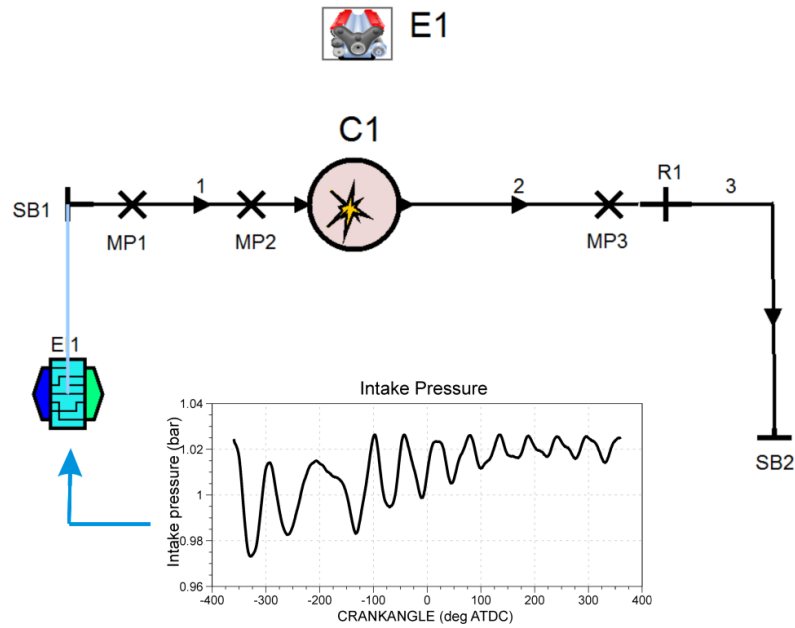 E1
C1
R1
1
2
3
SB1
MP1
MP2
MP3
EI1
SB2
Intake Pressure
Intake pressure (bar)
1.04
1.02
1
0.98
0.96
-400 -300 -200 -100 0 100 200 300 400
CRANKANGLE (deg ATDC)